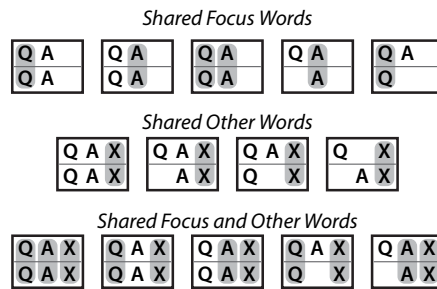 Shared Focus Words
Q A Q A Q A Q A Q A
Q A Q A Q A A Q
Shared Other Words
Q A X Q A X Q A X Q X
Q A X A X Q X A X
Shared Focus and Other Words
Q A X Q A X Q A X Q A X Q A X
Q A X Q A X Q A X Q X A X